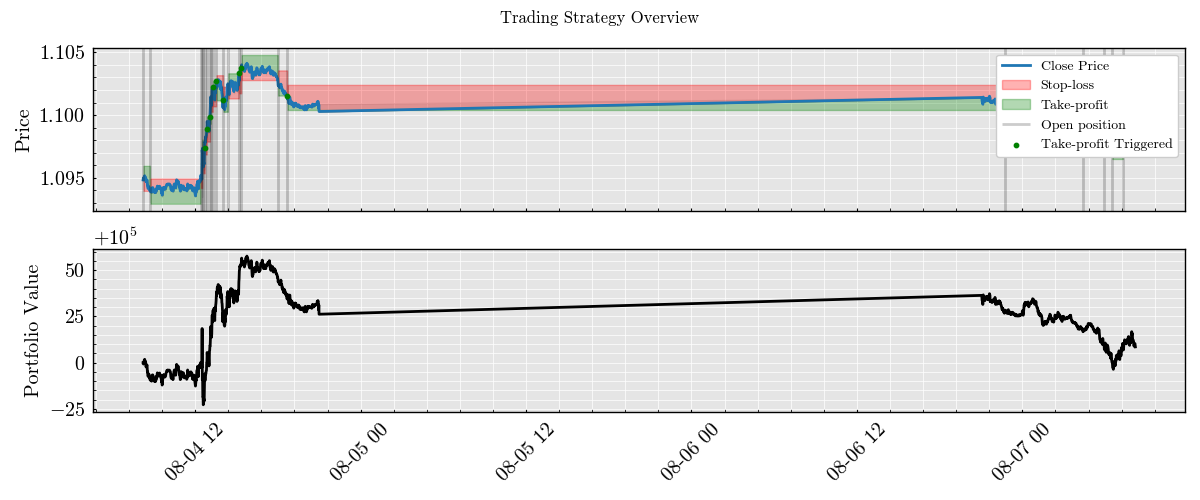 Trading Strategy Overview
1.105
1.100
1.095
Price
Close Price
Stop-loss
Take-profit
Open position
Take-profit Triggered
+10⁵
50
25
0
−25
Portfolio Value
08-04 12
08-05 00
08-05 12
08-06 00
08-06 12
08-07 00